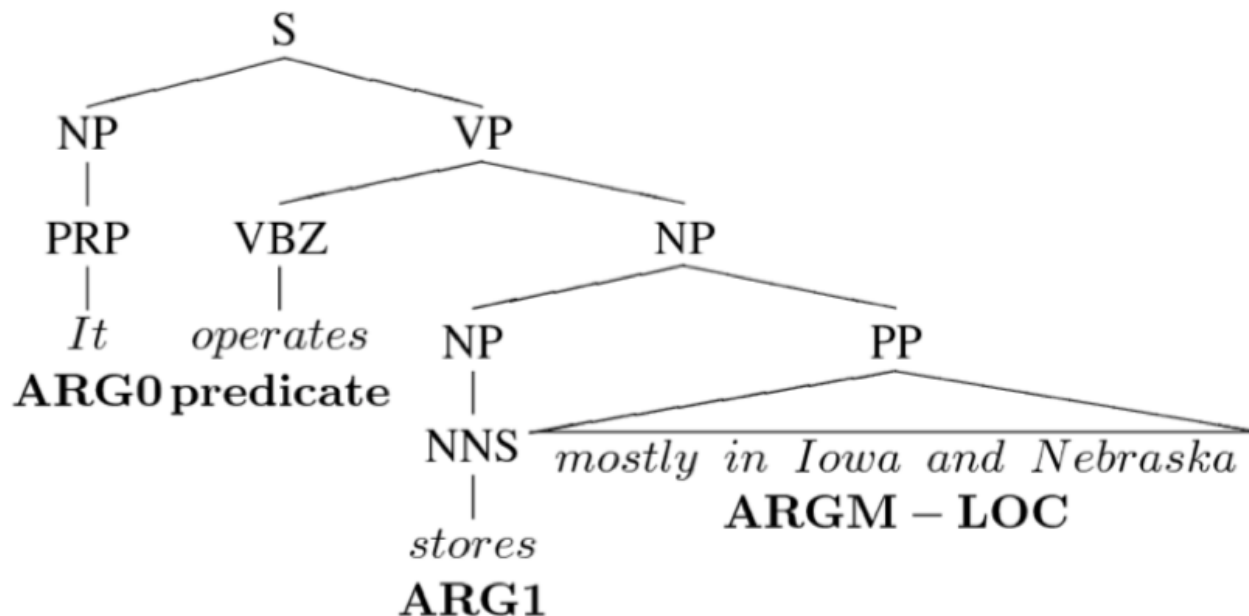 S
NP VP
PRP VBZ NP
It operates NP PP
ARG0 predicate
NNS mostly in Iowa and Nebraska
ARGM – LOC
stores
ARG1